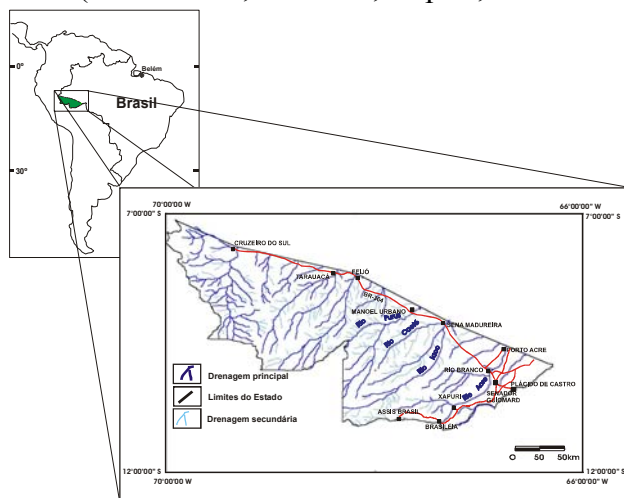 Belém
0°
Brasil
30°
70°00'00" W
66°00'00" W
7°00'00" S
7°00'00" S
CRUZEIRO DO SUL
TARAUACÁ
FEIJÓ
BR-364
MANOEL URBANO
Rio Purus
Rio
SENA MADUREIRA
Rio Iaco
PORTO ACRE
RIO BRANCO
Rio Acre
PLÁCIDO DE CASTRO
SENADOR
GUIOMARD
XAPURI
ASSIS BRASIL
BRASILÉIA
Drenagem principal
Limites do Estado
Drenagem secundária
0 50 50km
12°00'00" S
12°00'00" S
70°00'00" W
66°00'00" W